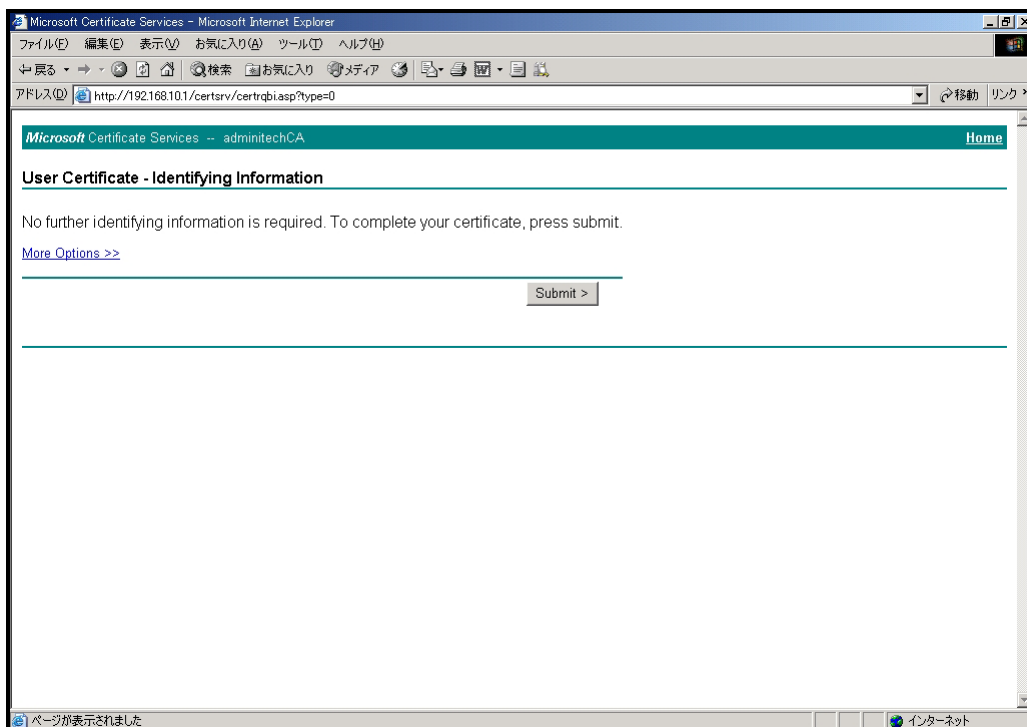 Microsoft Certificate Services - Microsoft Internet Explorer
ファイル(F) 編集(E) 表示(V) お気に入り(A) ツール(T) ヘルプ(H)
戻る 検索 お気に入り メディア
アドレス(D) http://192.168.10.1/certsrv/certrqbi.asp?type=0 移動 リンク »
Microsoft Certificate Services -- adminitechCA Home
User Certificate - Identifying Information
No further identifying information is required. To complete your certificate, press submit.
More Options >>
Submit >
ページが表示されました インターネット